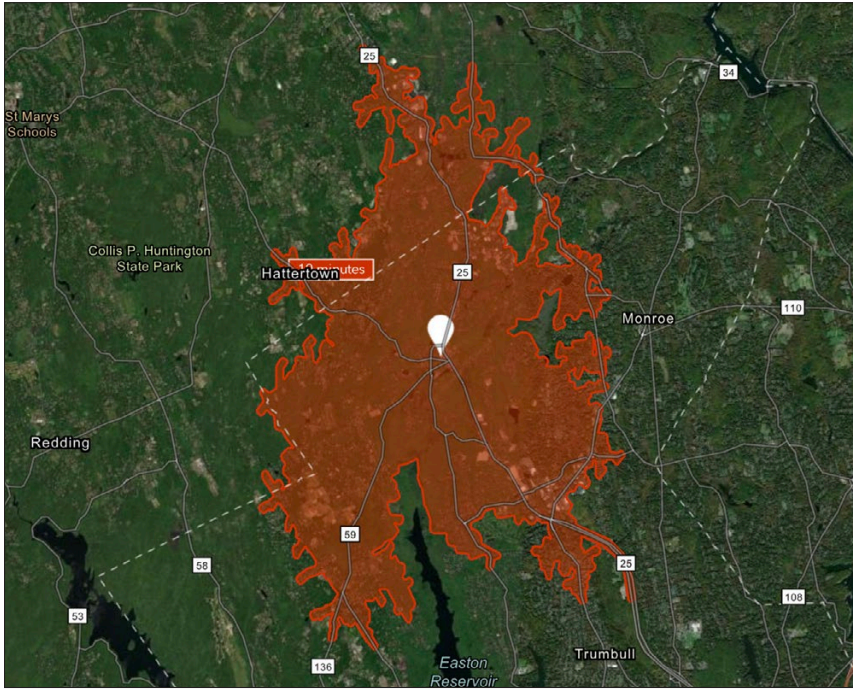 25
34
St Marys
Schools
Collis P. Huntington
State Park
Hattertown
minutes
25
110
Monroe
Redding
59
58
25
53
108
136
Easton
Reservoir
Trumbull